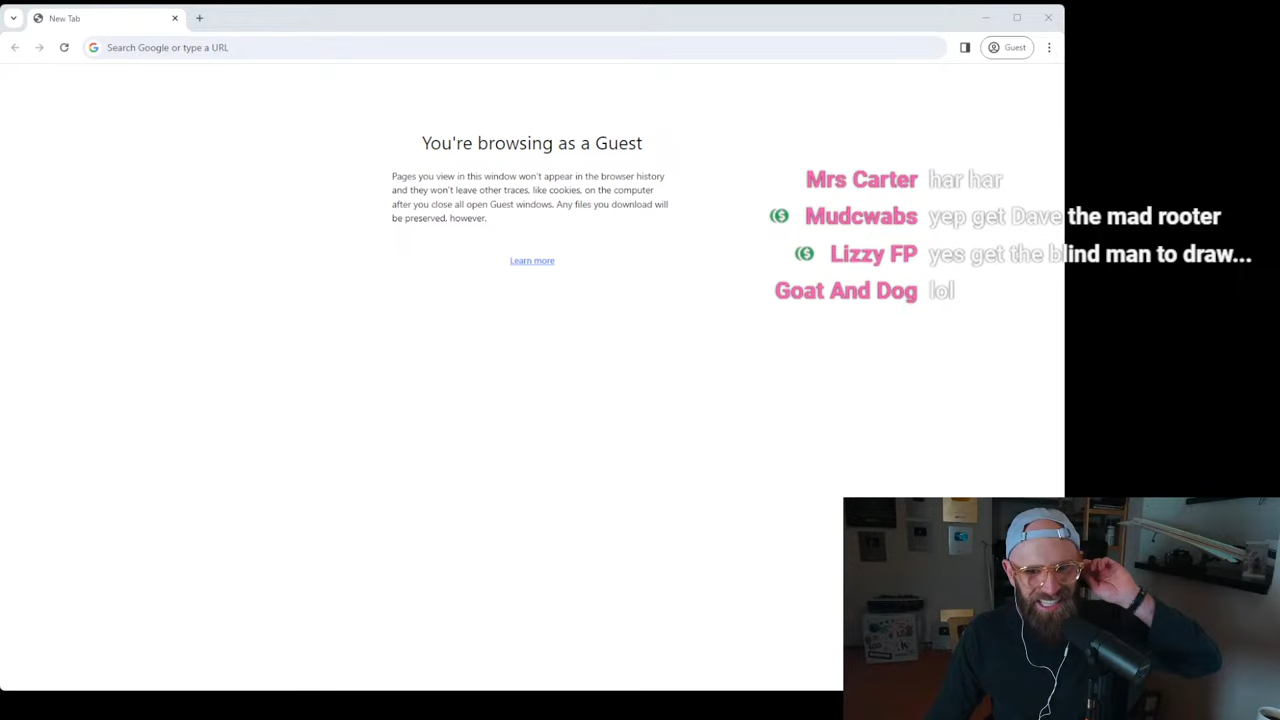 New Tab
Search Google or type a URL
Guest
You're browsing as a Guest
Pages you view in this window won't appear in the browser history
and they won't leave other traces, like cookies, on the computer
after you close all open Guest windows. Any files you download will
be preserved, however.
Learn more
Mrs Carter har har
Mudcwabs yep get Dave the mad rooter
Lizzy FP yes get the blind man to draw...
Goat And Dog lol